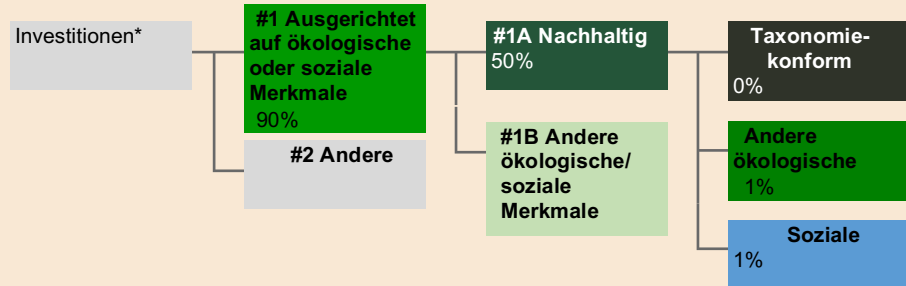 Investitionen*
#1 Ausgerichtet
auf ökologische
oder soziale
Merkmale
90%
#2 Andere
#1A Nachhaltig
50%
#1B Andere
ökologische/
soziale
Merkmale
Taxonomie-
konform
0%
Andere
ökologische
1%
Soziale
1%